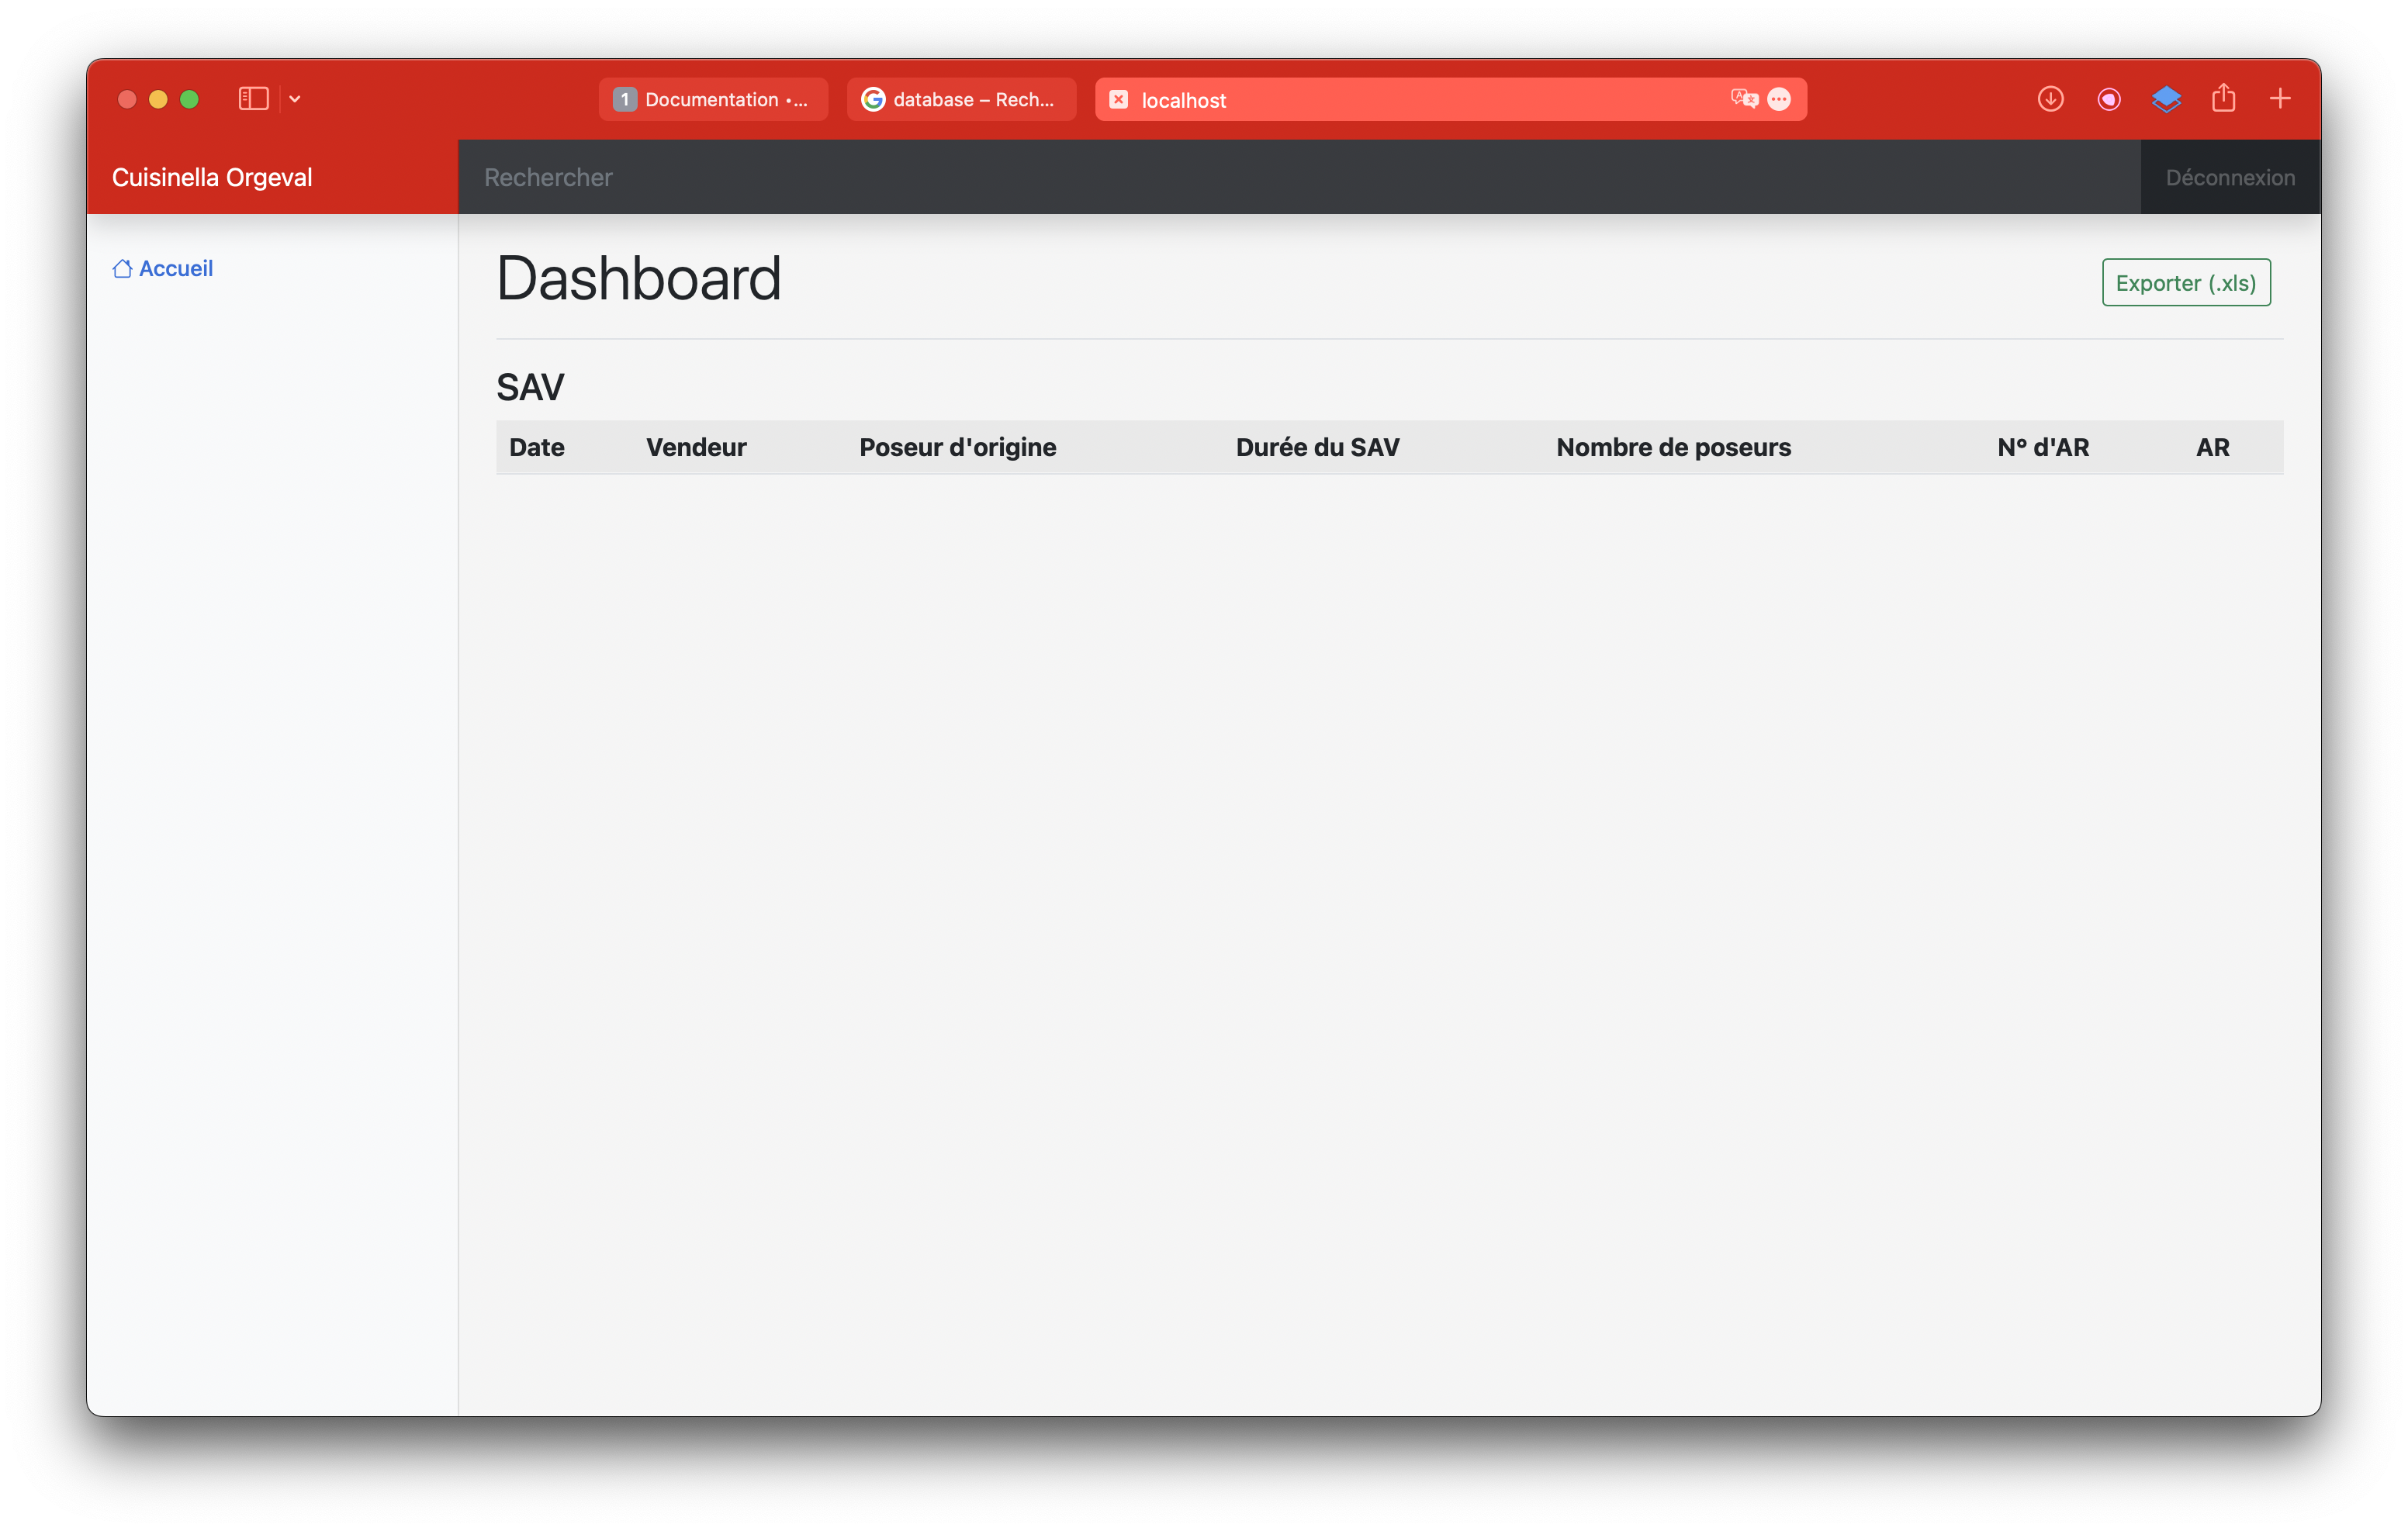 1 Documentation •...
database – Rech...
localhost
Cuisinella Orgeval
Rechercher
Déconnexion
Accueil
Dashboard
Exporter (.xls)
SAV
Date Vendeur Poseur d'origine Durée du SAV Nombre de poseurs N° d'AR AR